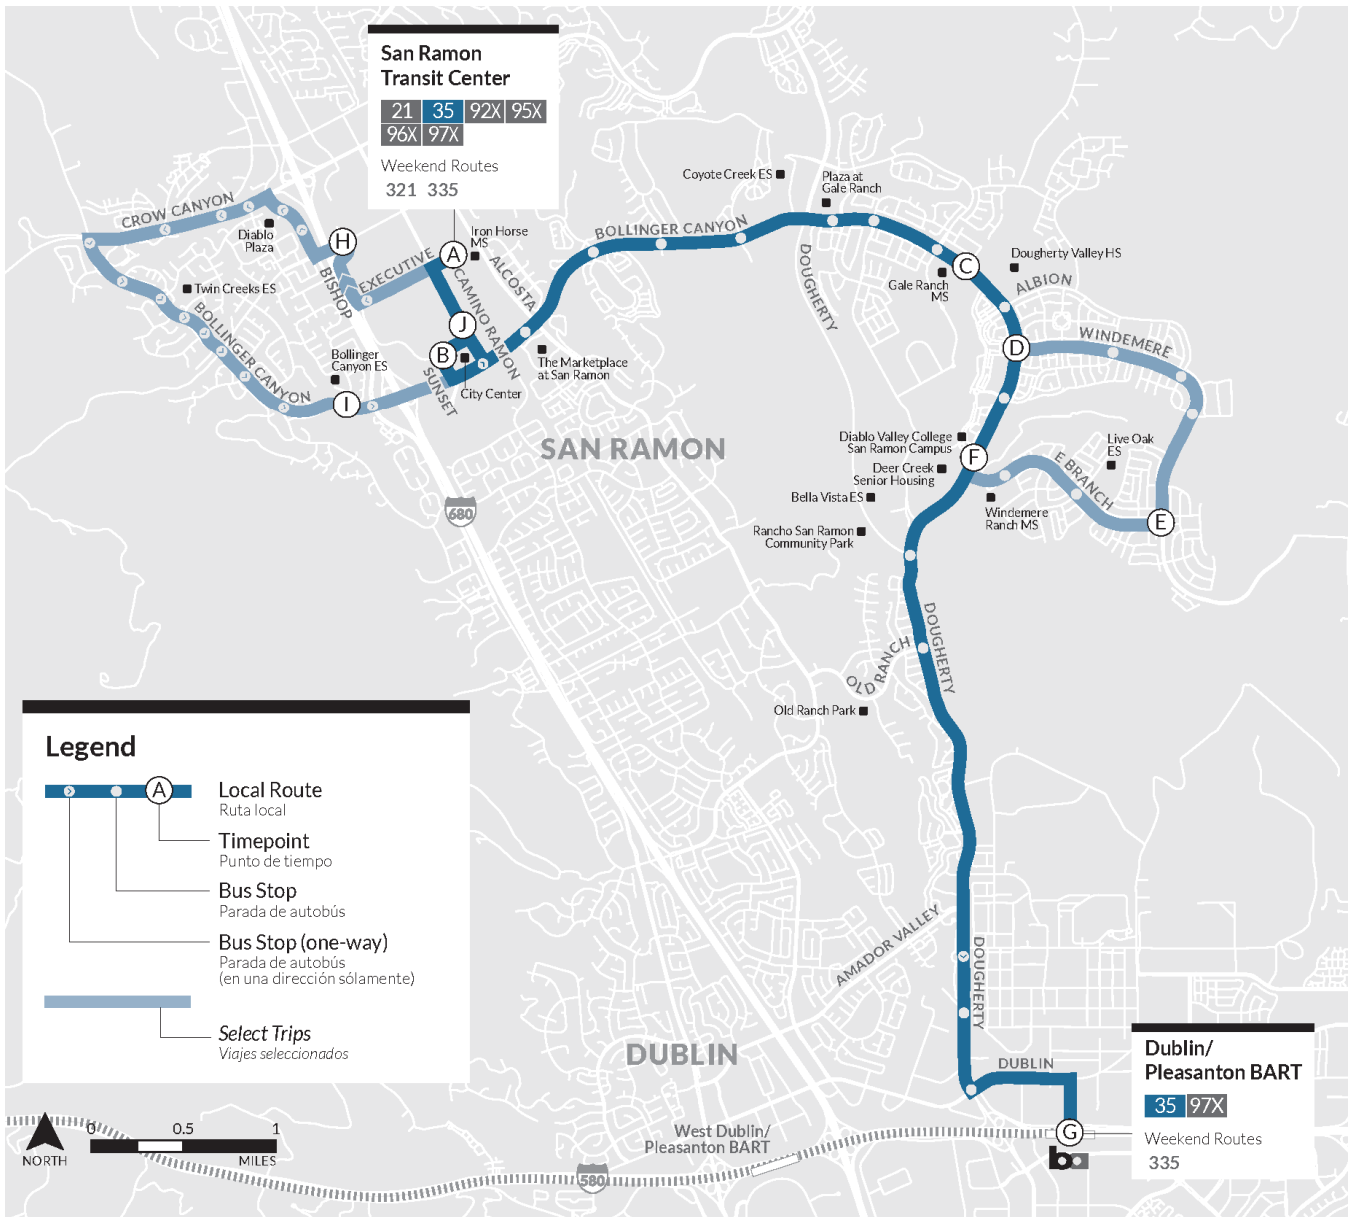 San Ramon
Transit Center
21 35 92X 95X
96X 97X
Weekend Routes
321 335
Coyote Creek ES
Plaza at
Gale Ranch
CROW CANYON
Diablo
Plaza
H
A
Iron Horse
MS
BOLLINGER CANYON
ALCOSTA
DOUGHERTY
C
Dougherty Valley HS
Gale Ranch
MS
ALBION
Twin Creeks ES
BISHOP
EXECUTIVE
CAMINO RAMON
J
B
D
WINDEMERE
BOLLINGER CANYON
Bollinger
Canyon ES
The Marketplace
at San Ramon
SUNSET
City Center
I
SAN RAMON
Diablo Valley College
San Ramon Campus
F
Live Oak
ES
Deer Creek
Senior Housing
E BRANCH
Bella Vista ES
Windemere
Ranch MS
E
680
Rancho San Ramon
Community Park
DOUGHERTY
OLD RANCH
Old Ranch Park
Legend
A
Local Route
Ruta local
Timepoint
Punto de tiempo
Bus Stop
Parada de autobús
Bus Stop (one-way)
Parada de autobús
(en una dirección sólamente)
Select Trips
Viajes seleccionados
AMADOR VALLEY
DOUGHERTY
DUBLIN
DUBLIN
Dublin/
Pleasanton BART
35 97X
Weekend Routes
335
G
ba
West Dublin/
Pleasanton BART
580
NORTH
0 0.5 1
MILES